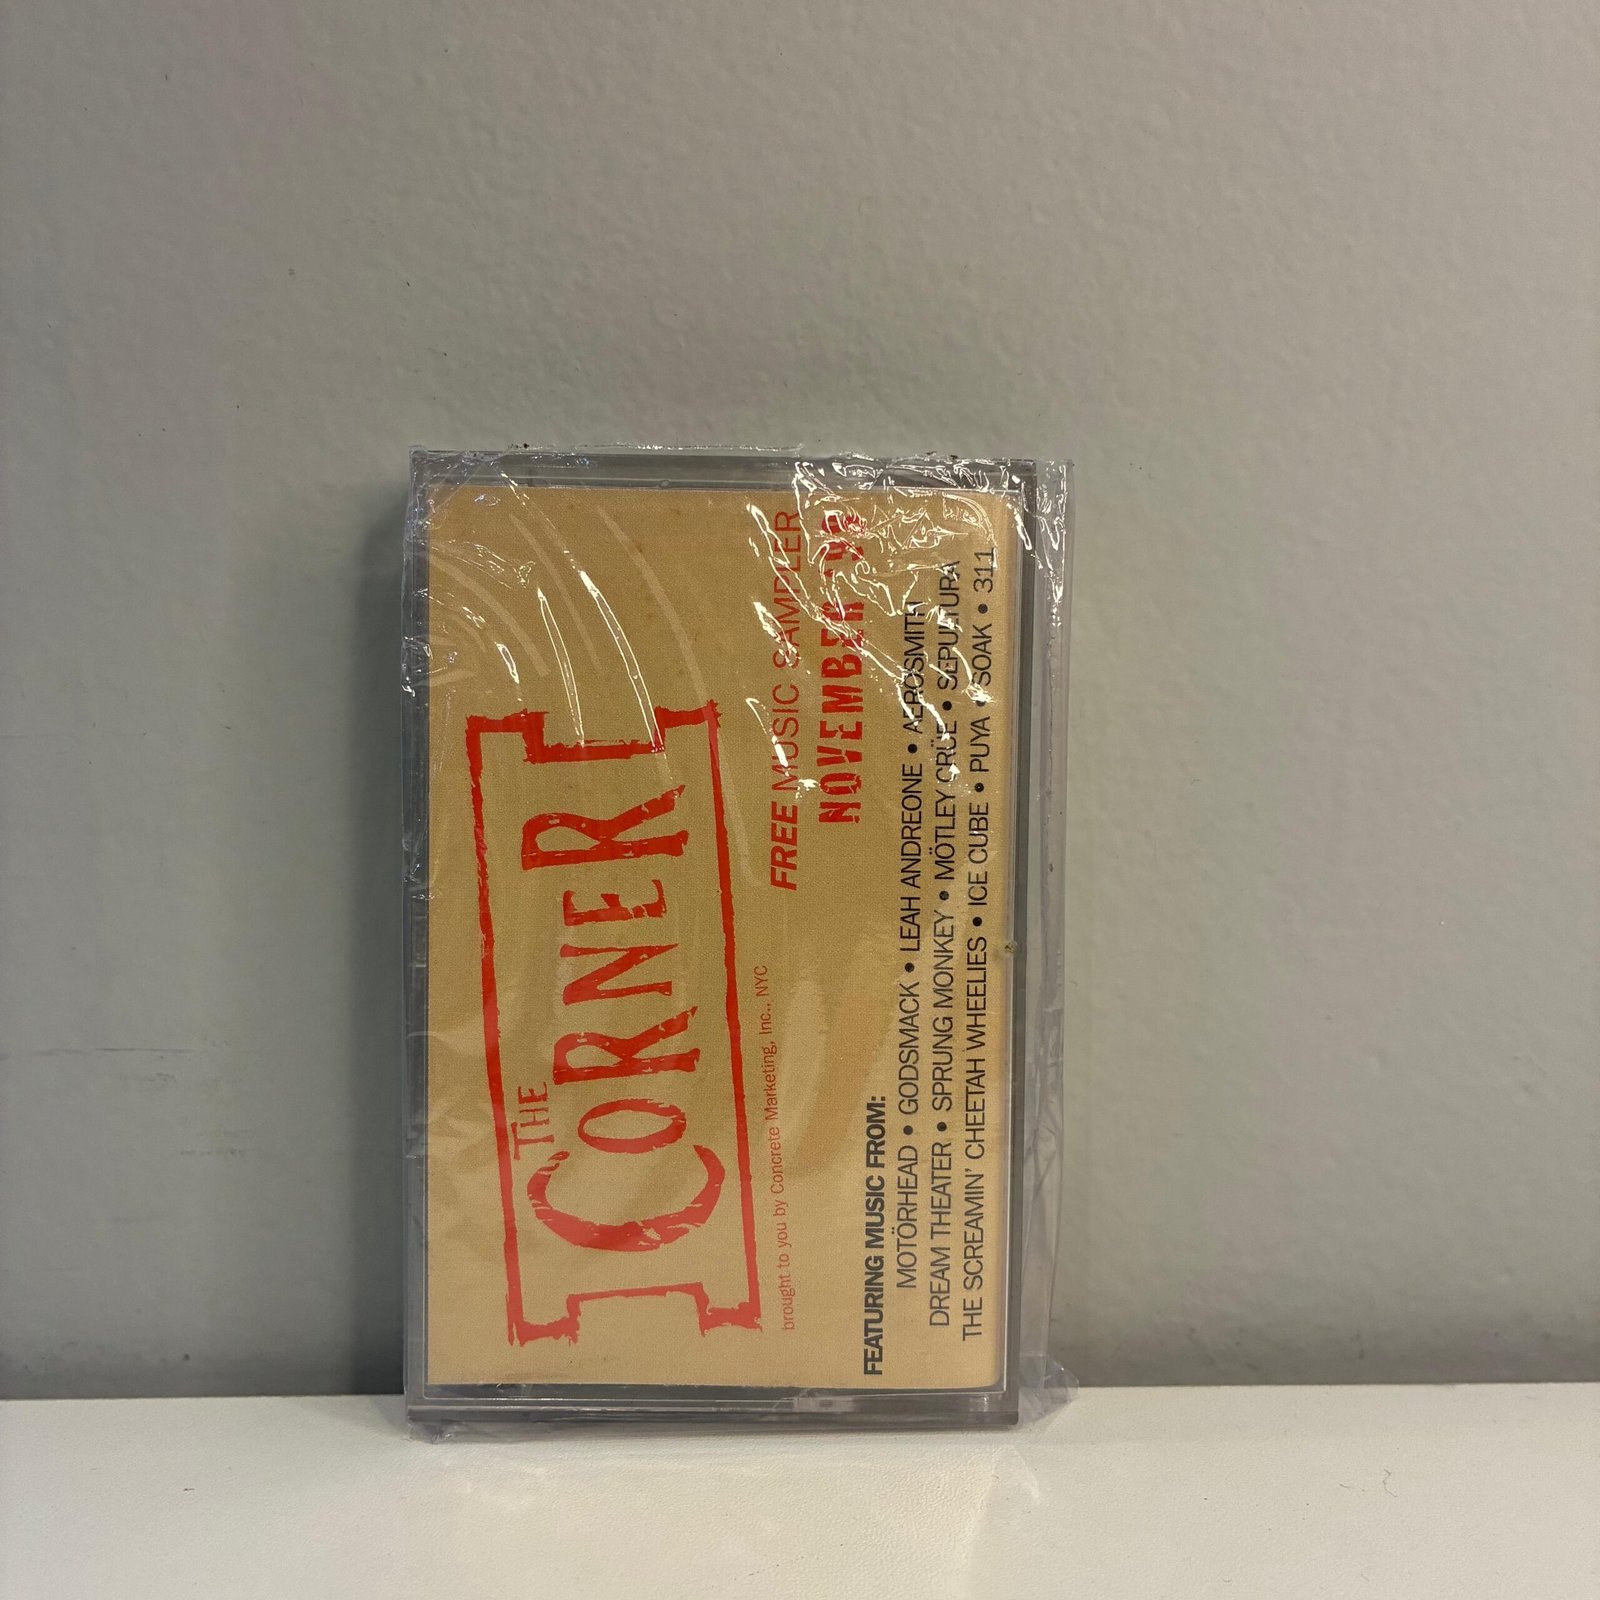 THE
CORNER
brought to you by Concrete Marketing, Inc., NYC
FREE MUSIC SAMPLER
NOVEMBER
FEATURING MUSIC FROM:
MOTÖRHEAD • GODSMACK • LEAH ANDREONE • AEROSMITH
DREAM THEATER • SPRUNG MONKEY • MÖTLEY CRÜE • SEPULTURA
THE SCREAMIN' CHEETAH WHEELIES • ICE CUBE • PUYA • SOAK • 311